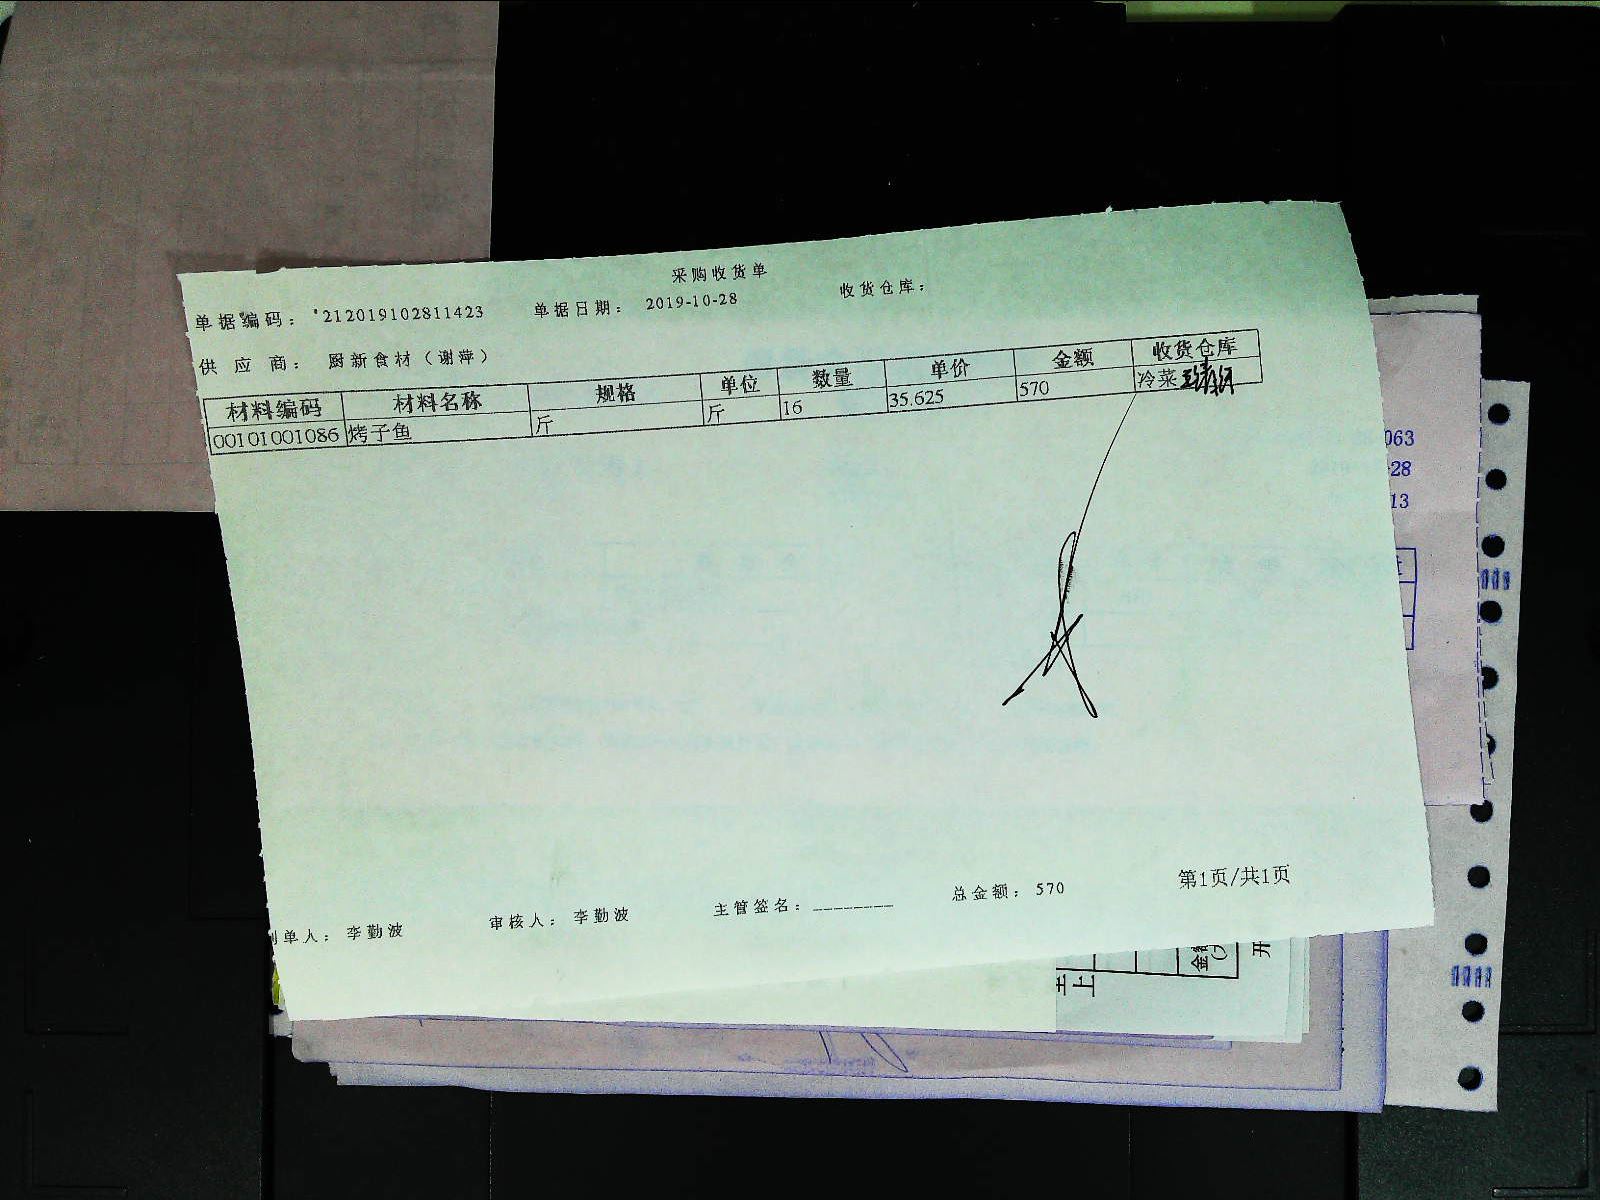 采购收货单
单据编码：212019102811423 单据日期：2019-10-28 收货仓库：
供应商：厨新食材（谢萍）
材料编码 材料名称 规格 单位 数量 单价 金额 收货仓库
00101001086 烤子鱼 斤 斤 16 35.625 570 冷菜
制单人：李勤波 审核人：李勤波 主管签名：________ 总金额：570 第1页/共1页
063
28
13